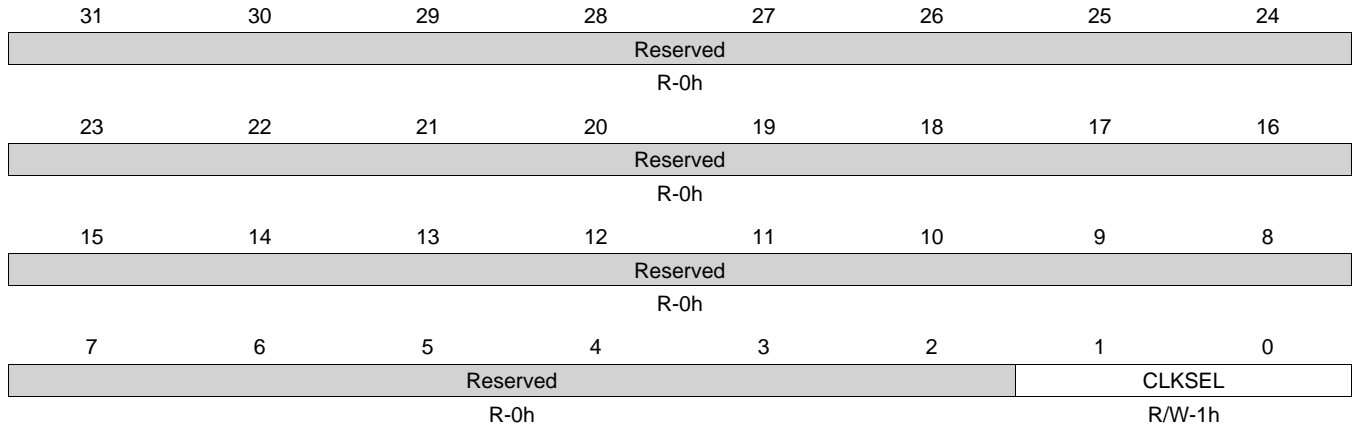 31 30 29 28 27 26 25 24
Reserved
R-0h
23 22 21 20 19 18 17 16
Reserved
R-0h
15 14 13 12 11 10 9 8
Reserved
R-0h
7 6 5 4 3 2 1 0
Reserved CLKSEL
R-0h R/W-1h